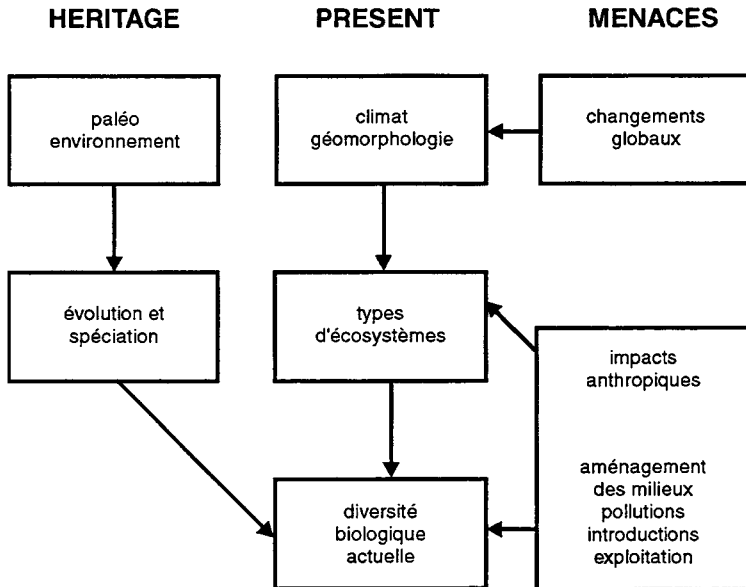 HERITAGE
PRESENT
MENACES
paléo
environnement
climat
géomorphologie
changements
globaux
évolution et
spéciation
types
d'écosystèmes
impacts
anthropiques
aménagement
des milieux
pollutions
introductions
exploitation
diversité
biologique
actuelle